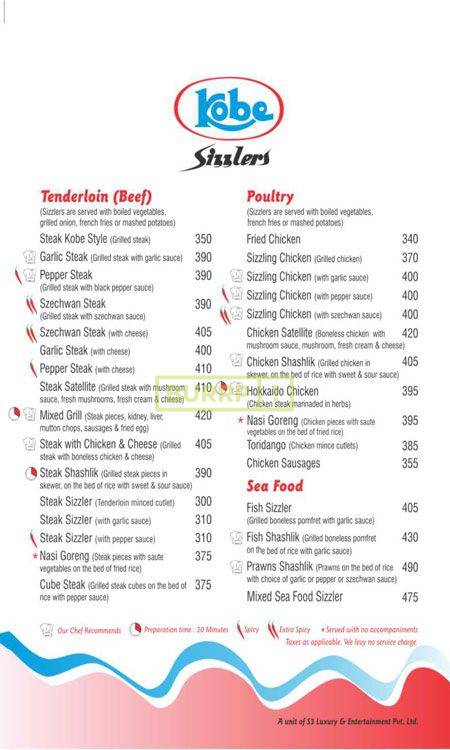 Kobe
Sizzlers
Tenderloin (Beef)
(Sizzlers are served with boiled vegetables,
grilled onion, french fries or mashed potatoes)
Steak Kobe Style (Grilled steak) 350
Garlic Steak (Grilled steak with garlic sauce) 390
Pepper Steak 390
(Grilled steak with black pepper sauce)
Szechwan Steak 390
(Grilled steak with szechwan sauce)
Szechwan Steak (with cheese) 405
Garlic Steak (with cheese) 400
Pepper Steak (with cheese) 410
Steak Satellite (Grilled steak with mushroom 410
sauce, fresh mushrooms, fresh cream & cheese)
Mixed Grill (Steak pieces, kidney, liver, 420
mutton chops, sausages & fried egg)
Steak with Chicken & Cheese (Grilled 405
steak with boneless chicken & cheese)
Steak Shashlik (Grilled steak pieces in 390
skewer, on the bed of rice with sweet & sour sauce)
Steak Sizzler (Tenderloin minced cutlet) 300
Steak Sizzler (with garlic sauce) 310
Steak Sizzler (with pepper sauce) 310
* Nasi Goreng (Steak pieces with saute 375
vegetables on the bed of fried rice)
Cube Steak (Grilled steak cubes on the bed of 375
rice with pepper sauce)
Poultry
(Sizzlers are served with boiled vegetables,
french fries or mashed potatoes)
Fried Chicken 340
Sizzling Chicken (Grilled chicken) 370
Sizzling Chicken (with garlic sauce) 400
Sizzling Chicken (with pepper sauce) 400
Sizzling Chicken (with szechwan sauce) 400
Chicken Satellite (Boneless chicken with 420
mushroom sauce, mushroom, fresh cream & cheese)
Chicken Shashlik (Grilled chicken in 405
skewer, on the bed of rice with sweet & sour sauce)
Hokkaido Chicken 395
(Chicken steak marinaded in herbs)
* Nasi Goreng (Chicken pieces with saute 395
vegetables on the bed of fried rice)
Toridango (Chicken mince cutlets) 385
Chicken Sausages 355
Sea Food
Fish Sizzler 405
(Grilled boneless pomfret with garlic sauce)
Fish Shashlik (Grilled boneless pomfret 430
on the bed of rice with garlic sauce)
Prawns Shashlik (Prawns on the bed of rice 490
with choice of garlic or pepper or szechwan sauce)
Mixed Sea Food Sizzler 475
Our Chef Recommends Preparation time : 20 Minutes Spicy Extra Spicy * Served with no accompaniments
Taxes as applicable. We levy no service charge.
A unit of S3 Luxury & Entertainment Pvt. Ltd.